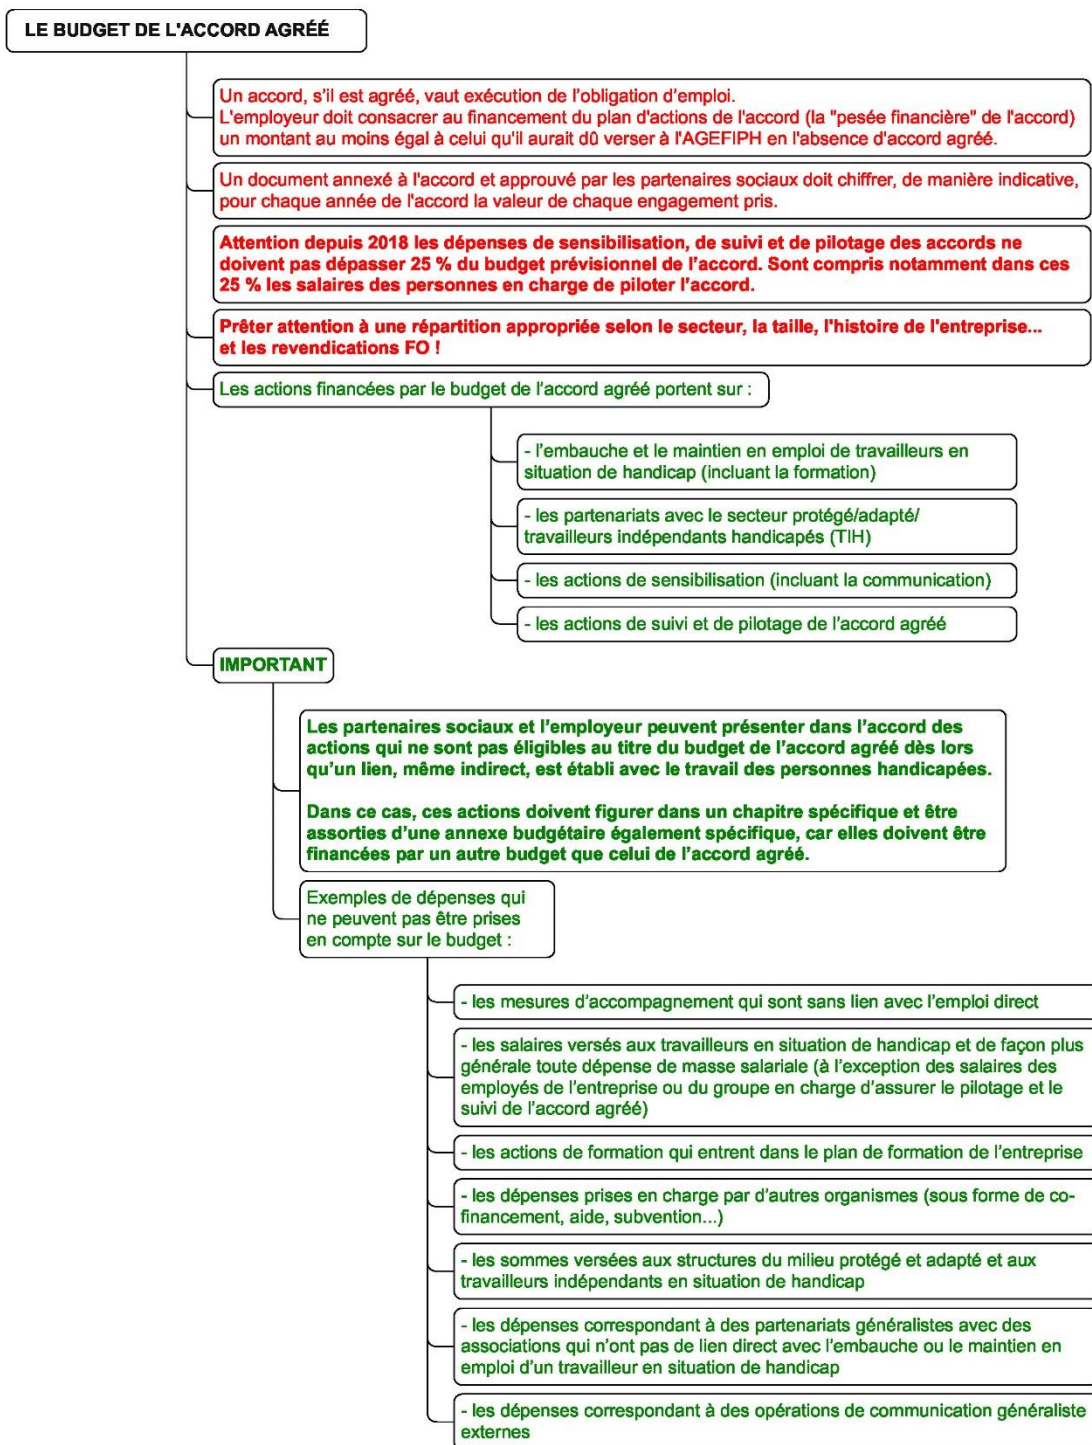 LE BUDGET DE L'ACCORD AGRÉÉ
Un accord, s’il est agréé, vaut exécution de l’obligation d’emploi.
L'employeur doit consacrer au financement du plan d'actions de l'accord (la "pesée financière" de l'accord)
un montant au moins égal à celui qu'il aurait dû verser à l'AGEFIPH en l'absence d'accord agréé.
Un document annexé à l'accord et approuvé par les partenaires sociaux doit chiffrer, de manière indicative,
pour chaque année de l'accord la valeur de chaque engagement pris.
Attention depuis 2018 les dépenses de sensibilisation, de suivi et de pilotage des accords ne
doivent pas dépasser 25 % du budget prévisionnel de l’accord. Sont compris notamment dans ces
25 % les salaires des personnes en charge de piloter l’accord.
Prêter attention à une répartition appropriée selon le secteur, la taille, l'histoire de l'entreprise...
et les revendications FO !
Les actions financées par le budget de l’accord agréé portent sur :
- l’embauche et le maintien en emploi de travailleurs en
situation de handicap (incluant la formation)
- les partenariats avec le secteur protégé/adapté/
travailleurs indépendants handicapés (TIH)
- les actions de sensibilisation (incluant la communication)
- les actions de suivi et de pilotage de l’accord agréé
IMPORTANT
Les partenaires sociaux et l’employeur peuvent présenter dans l’accord des
actions qui ne sont pas éligibles au titre du budget de l’accord agréé dès lors
qu’un lien, même indirect, est établi avec le travail des personnes handicapées.
Dans ce cas, ces actions doivent figurer dans un chapitre spécifique et être
assorties d’une annexe budgétaire également spécifique, car elles doivent être
financées par un autre budget que celui de l’accord agréé.
Exemples de dépenses qui
ne peuvent pas être prises
en compte sur le budget :
- les mesures d’accompagnement qui sont sans lien avec l’emploi direct
- les salaires versés aux travailleurs en situation de handicap et de façon plus
générale toute dépense de masse salariale (à l’exception des salaires des
employés de l’entreprise ou du groupe en charge d’assurer le pilotage et le
suivi de l’accord agréé)
- les actions de formation qui entrent dans le plan de formation de l’entreprise
- les dépenses prises en charge par d’autres organismes (sous forme de co-
financement, aide, subvention...)
- les sommes versées aux structures du milieu protégé et adapté et aux
travailleurs indépendants en situation de handicap
- les dépenses correspondant à des partenariats généralistes avec des
associations qui n’ont pas de lien direct avec l’embauche ou le maintien en
emploi d’un travailleur en situation de handicap
- les dépenses correspondant à des opérations de communication généraliste
externes